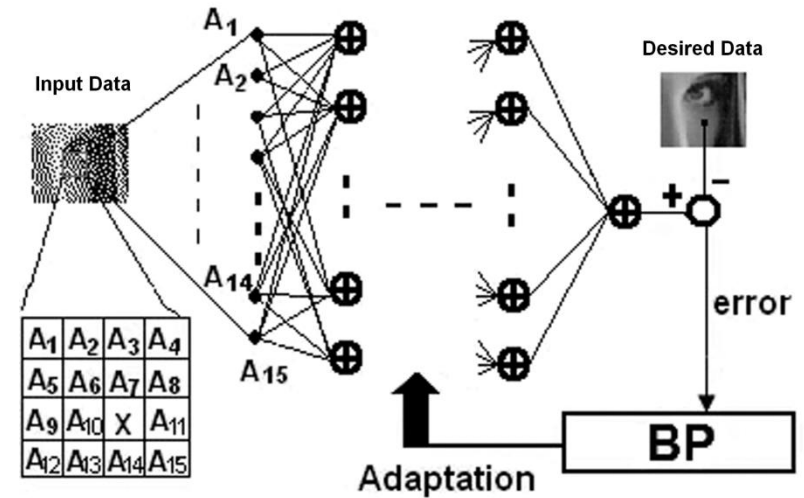 Input Data
A1
A2
A14
A15
Desired Data
+
−
error
BP
Adaptation
A1 A2 A3 A4
A5 A6 A7 A8
A9 A10 X A11
A12 A13 A14 A15